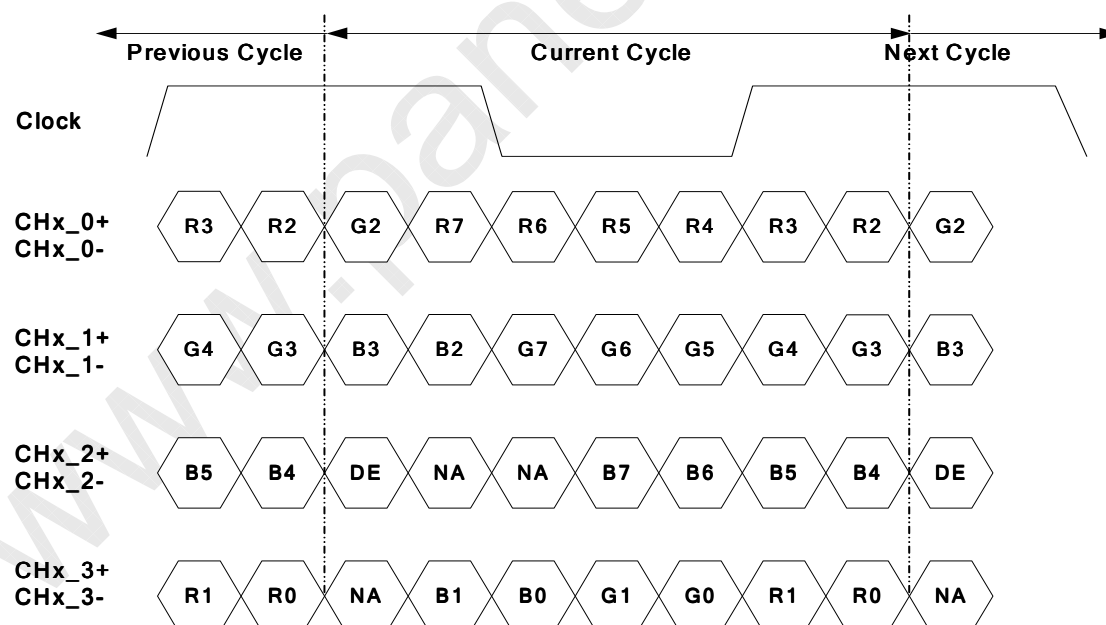 Previous Cycle Current Cycle Next Cycle
Clock
CHx_0+
CHx_0-
R3 R2 G2 R7 R6 R5 R4 R3 R2 G2
CHx_1+
CHx_1-
G4 G3 B3 B2 G7 G6 G5 G4 G3 B3
CHx_2+
CHx_2-
B5 B4 DE NA NA B7 B6 B5 B4 DE
CHx_3+
CHx_3-
R1 R0 NA B1 B0 G1 G0 R1 R0 NA
www.pane